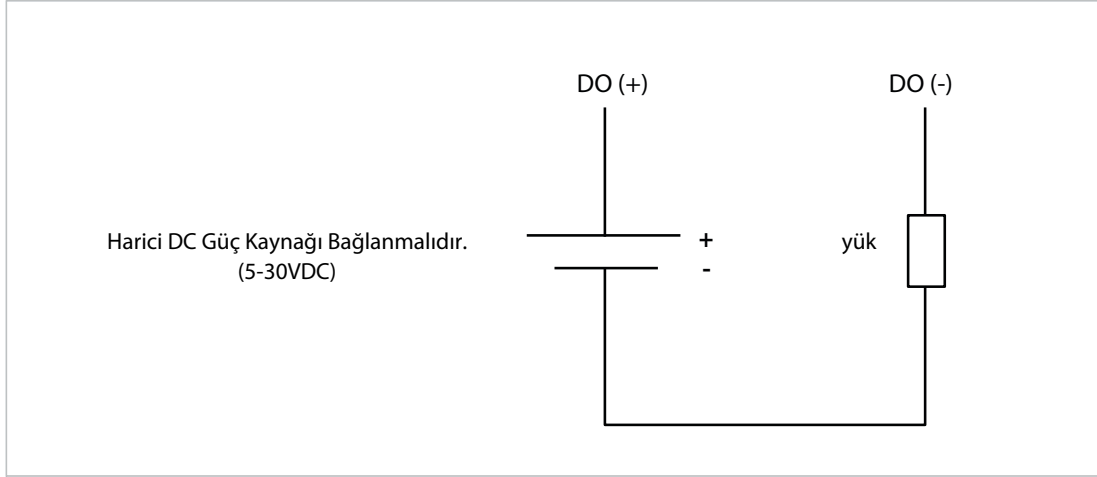 DO (+)
DO (-)
Harici DC Güç Kaynağı Bağlanmalıdır.
(5-30VDC)
+
-
yük